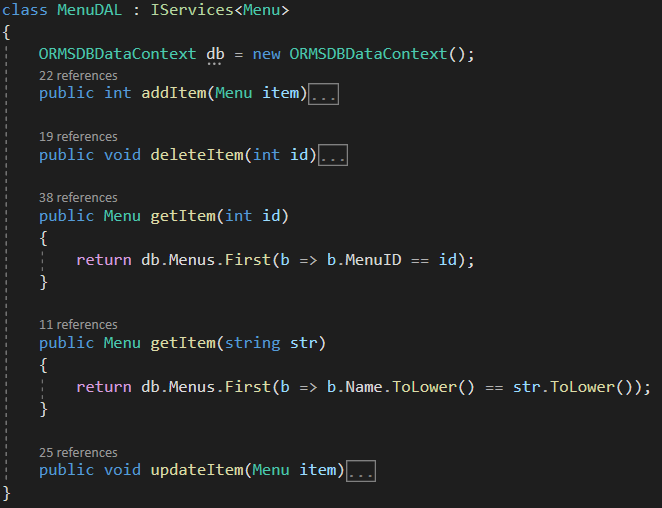 class MenuDAL : IServices<Menu>
{
ORMSDBDataContext db = new ORMSDBDataContext();
22 references
public int addItem(Menu item)...
19 references
public void deleteItem(int id)...
38 references
public Menu getItem(int id)
{
return db.Menus.First(b => b.MenuID == id);
}
11 references
public Menu getItem(string str)
{
return db.Menus.First(b => b.Name.ToLower() == str.ToLower());
}
25 references
public void updateItem(Menu item)...
}